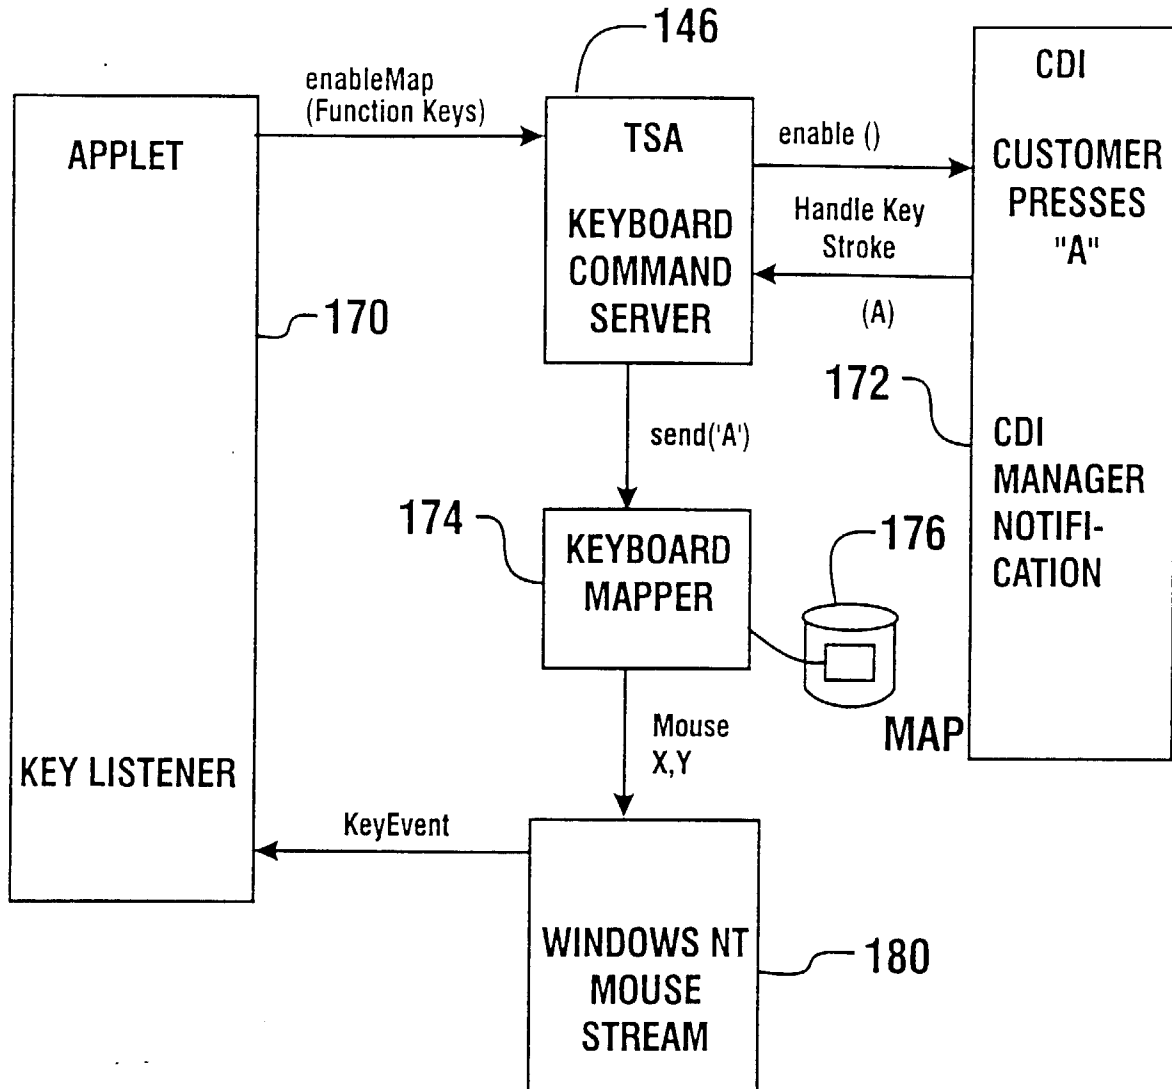 146
enableMap
(Function Keys)
APPLET
TSA
KEYBOARD
COMMAND
SERVER
enable ()
Handle Key
Stroke
(A)
CDI
CUSTOMER
PRESSES
"A"
170
172
CDI
MANAGER
NOTIFI-
CATION
send('A')
174
KEYBOARD
MAPPER
176
MAP
Mouse
X,Y
KEY LISTENER
KeyEvent
WINDOWS NT
MOUSE
STREAM
180